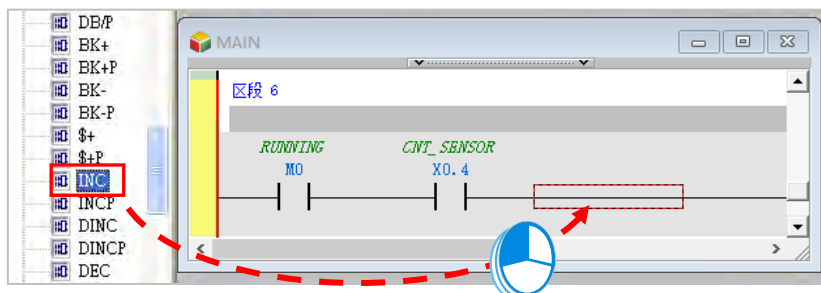 DB/P
BK+
BK+P
BK-
BK-P
$+
$+P
INC
INCP
DINC
DINCP
DEC
MAIN
区段 6
RUNNING CNT_SENSOR
M0 X0.4